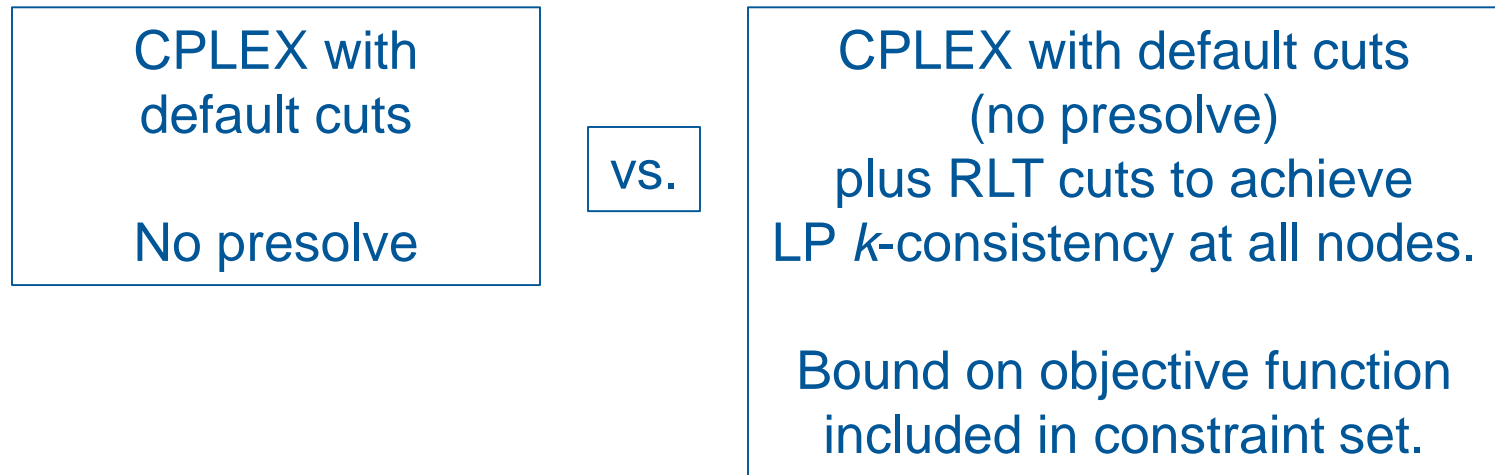 CPLEX with
default cuts
No presolve
vs.
CPLEX with default cuts
(no presolve)
plus RLT cuts to achieve
LP k-consistency at all nodes.
Bound on objective function
included in constraint set.